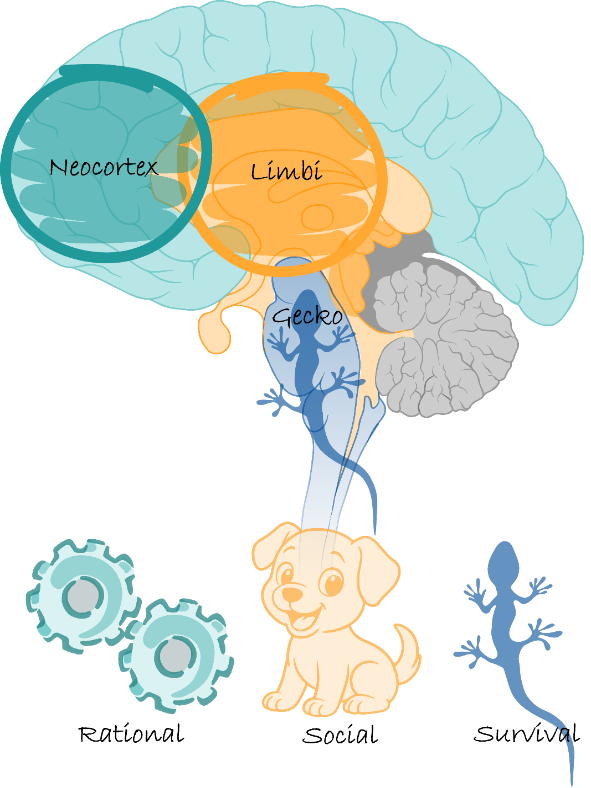 Neocortex
Limbi
Gecko
Rational
Social
Survival